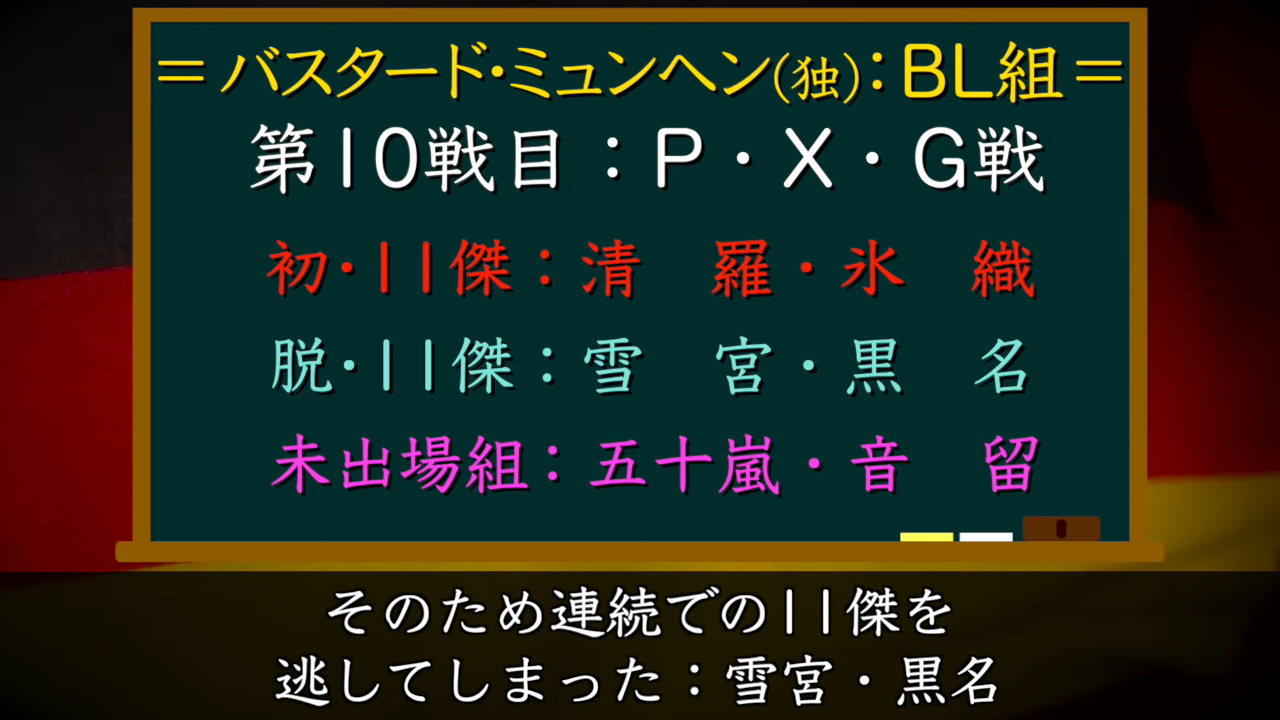 ＝バスタード・ミュンヘン(独)：BL組＝
第10戦目：P・X・G戦
初・11傑：清　羅・氷　織
脱・11傑：雪　宮・黒　名
未出場組：五十嵐・音　留
そのため連続での11傑を
逃してしまった：雪宮・黒名